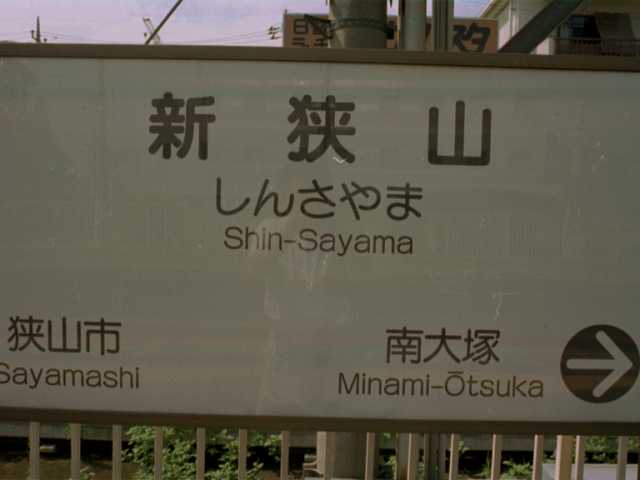 新狭山
しんさやま
Shin-Sayama
狭山市
Sayamashi
南大塚
Minami-Ōtsuka